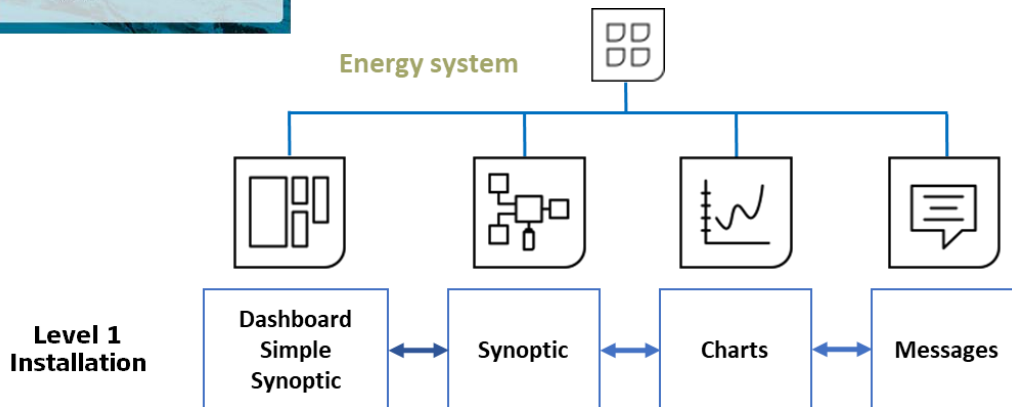 Energy system
Level 1
Installation
Dashboard
Simple
Synoptic
Synoptic
Charts
Messages